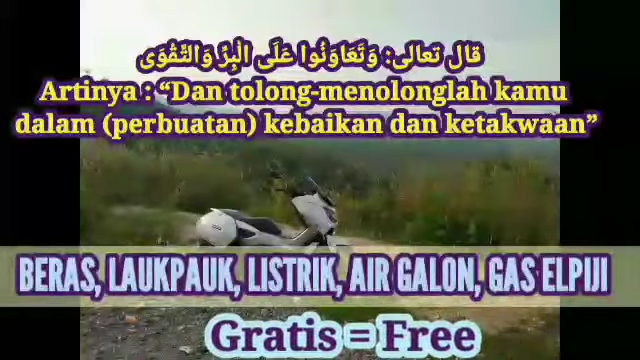 قال تعالى: وَتَعَاوَنُوا عَلَى الْبِرِّ وَالتَّقْوَى
Artinya : “Dan tolong-menolonglah kamu
dalam (perbuatan) kebaikan dan ketakwaan”
BERAS, LAUKPAUK, LISTRIK, AIR GALON, GAS ELPIJI
Gratis = Free